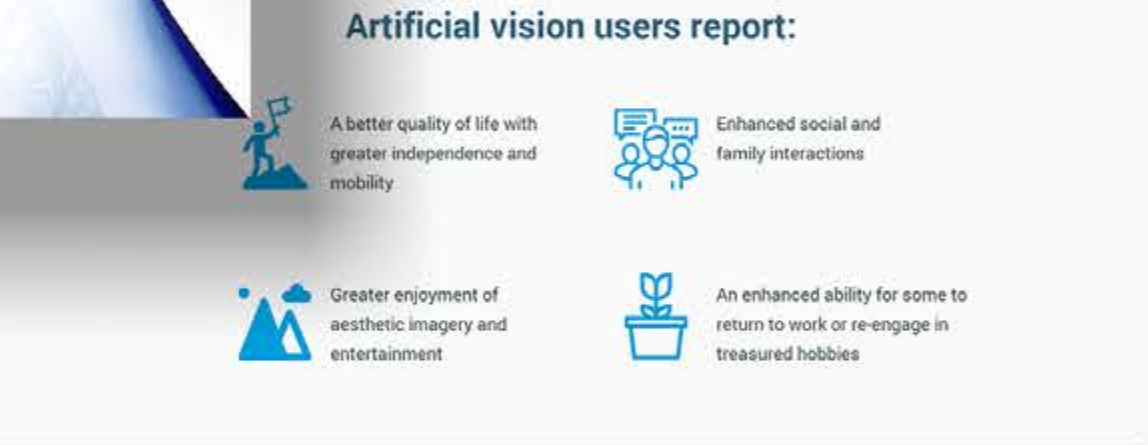 Artificial vision users report:
A better quality of life with
greater independence and
mobility
Enhanced social and
family interactions
Greater enjoyment of
aesthetic imagery and
entertainment
An enhanced ability for some to
return to work or re-engage in
treasured hobbies